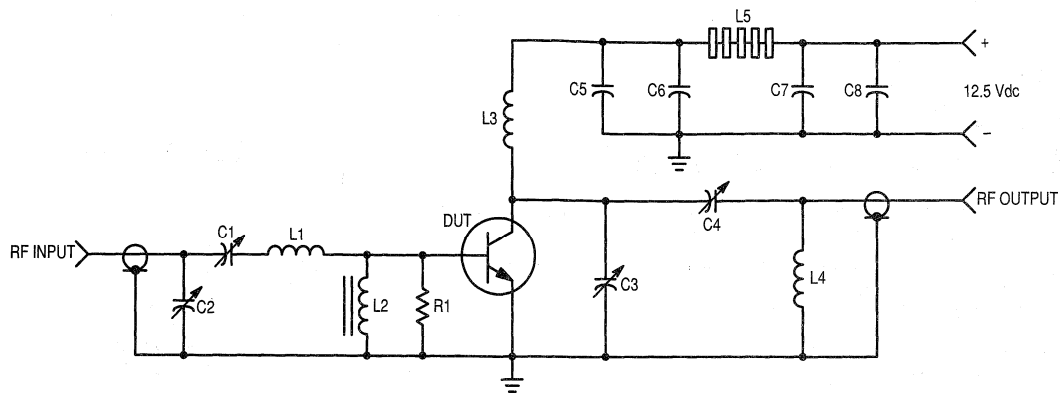 L5
+
C5
C6
C7
C8
12.5 Vdc
L3
−
RF OUTPUT
DUT
C4
C1
L1
RF INPUT
C2
L2
R1
C3
L4